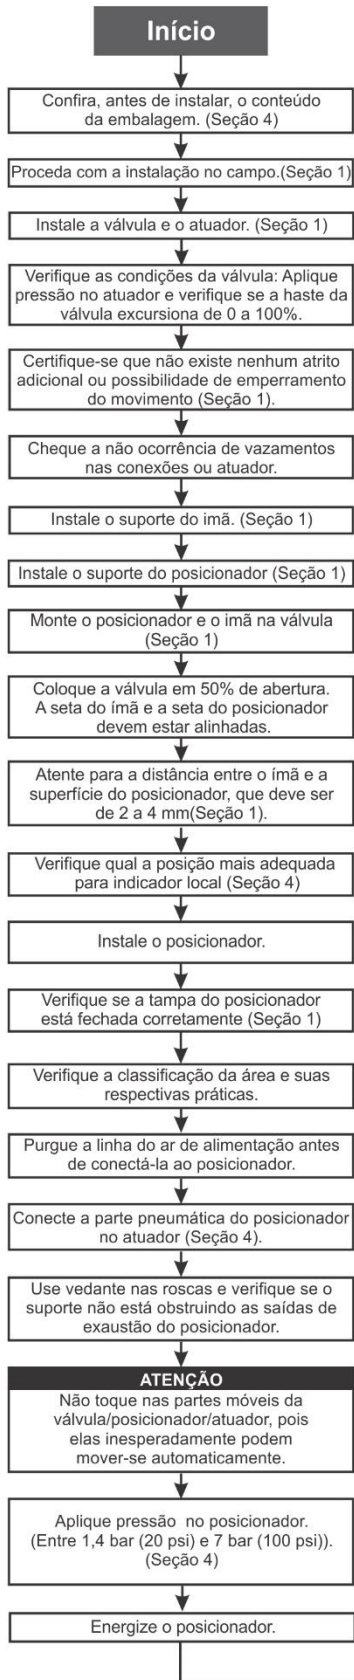 Início
Confira, antes de instalar, o conteúdo
da embalagem. (Seção 4)
Proceda com a instalação no campo.(Seção 1)
Instale a válvula e o atuador. (Seção 1)
Verifique as condições da válvula: Aplique
pressão no atuador e verifique se a haste da
válvula excursiona de 0 a 100%.
Certifique-se que não existe nenhum atrito
adicional ou possibilidade de emperramento
do movimento (Seção 1).
Cheque a não ocorrência de vazamentos
nas conexões ou atuador.
Instale o suporte do imã. (Seção 1)
Instale o suporte do posicionador (Seção 1)
Monte o posicionador e o imã na válvula
(Seção 1)
Coloque a válvula em 50% de abertura.
A seta do ímã e a seta do posicionador
devem estar alinhadas.
Atente para a distância entre o ímã e a
superfície do posicionador, que deve ser
de 2 a 4 mm(Seção 1).
Verifique qual a posição mais adequada
para indicador local (Seção 4)
Instale o posicionador.
Verifique se a tampa do posicionador
está fechada corretamente (Seção 1)
Verifique a classificação da área e suas
respectivas práticas.
Purgue a linha do ar de alimentação antes
de conectá-la ao posicionador.
Conecte a parte pneumática do posicionador
no atuador (Seção 4).
Use vedante nas roscas e verifique se o
suporte não está obstruindo as saídas de
exaustão do posicionador.
ATENÇÃO
Não toque nas partes móveis da
válvula/posicionador/atuador, pois
elas inesperadamente podem
mover-se automaticamente.
Aplique pressão no posicionador.
(Entre 1,4 bar (20 psi) e 7 bar (100 psi)).
(Seção 4)
Energize o posicionador.